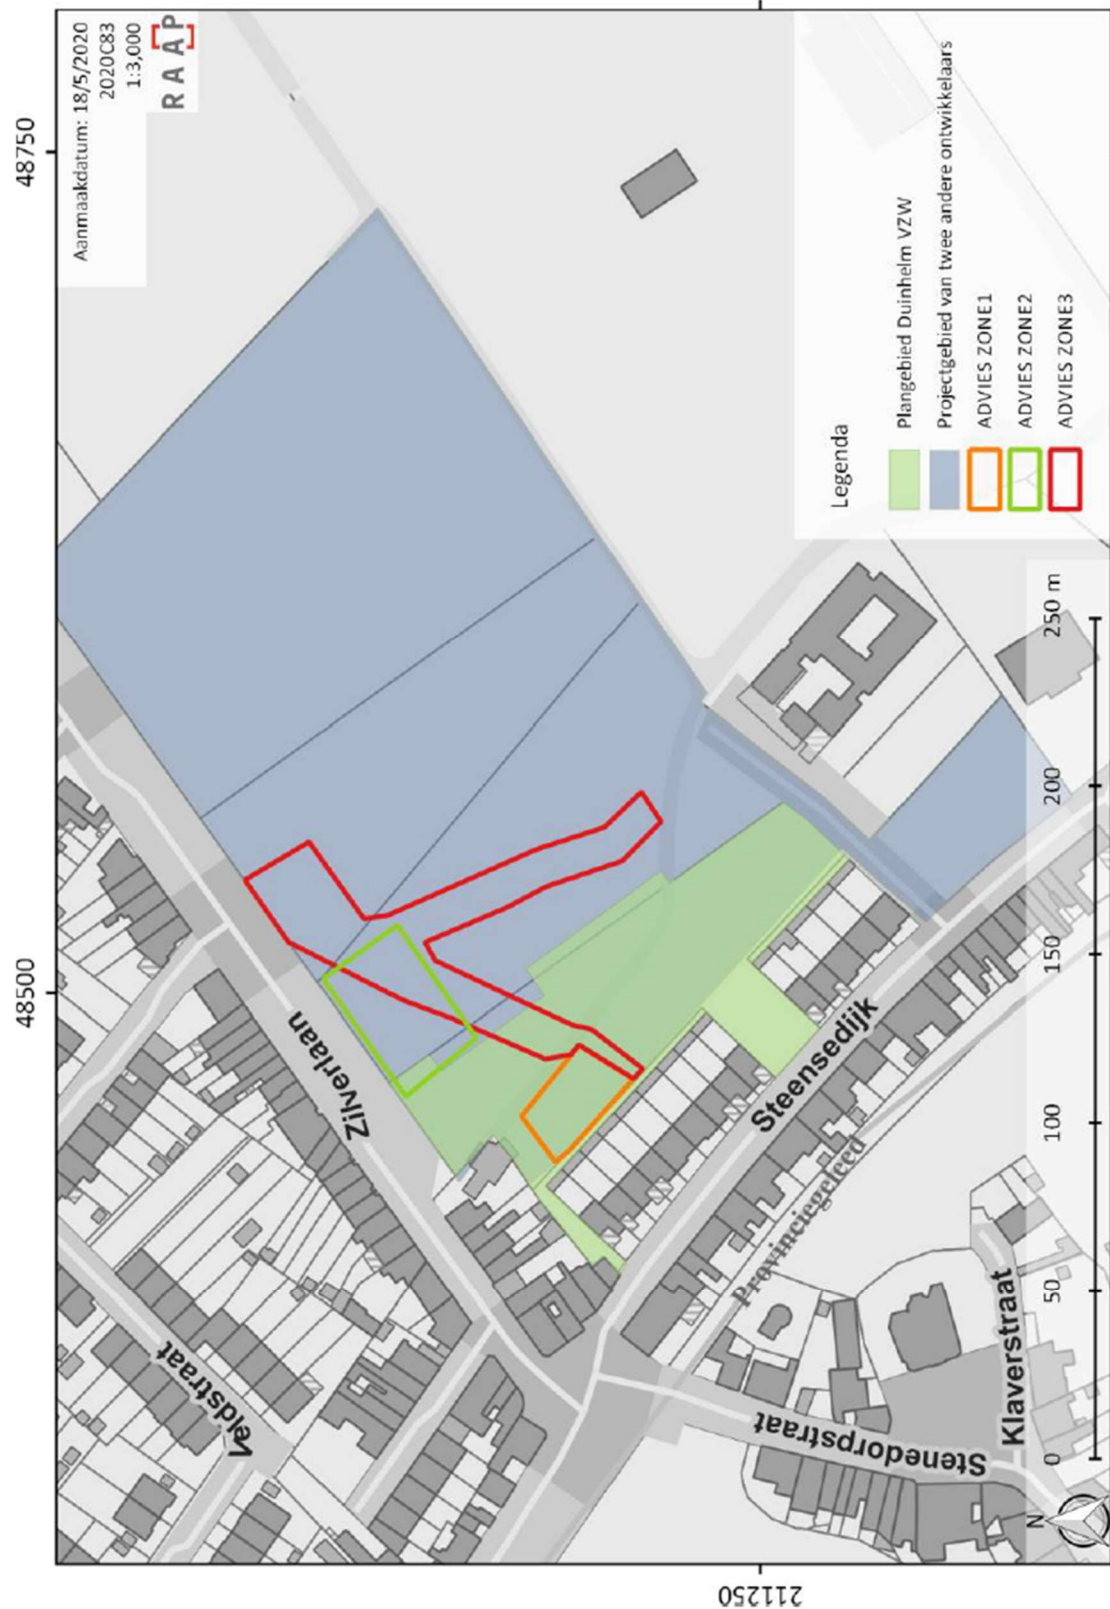 Aanmaakdatum: 18/5/2020
2020C83
1:3,000
RAAP
48500
48750
211250
Zilverlaan
Veldstraat
Steensedijk
Provinciegeleed
Stenedorpstraat
Klaverstraat
Legenda
Plangebied Duinhelm VZW
Projectgebied van twee andere ontwikkelaars
ADVIES ZONE1
ADVIES ZONE2
ADVIES ZONE3
N
0 50 100 150 200 250 m